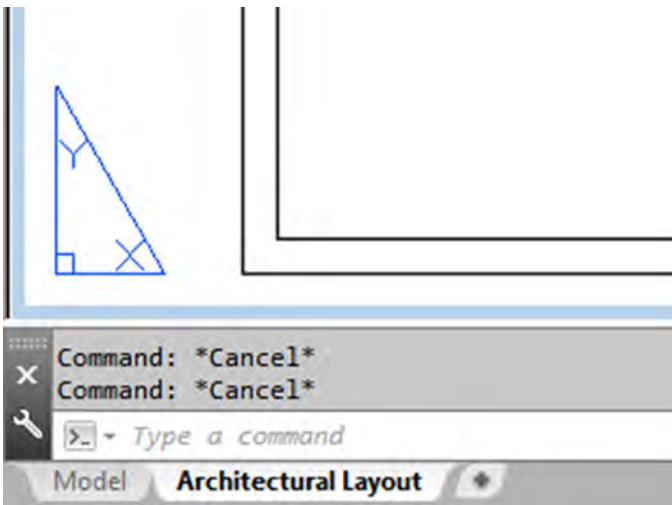 Y
X
Command: *Cancel*
Command: *Cancel*
>_ Type a command
Model Architectural Layout +